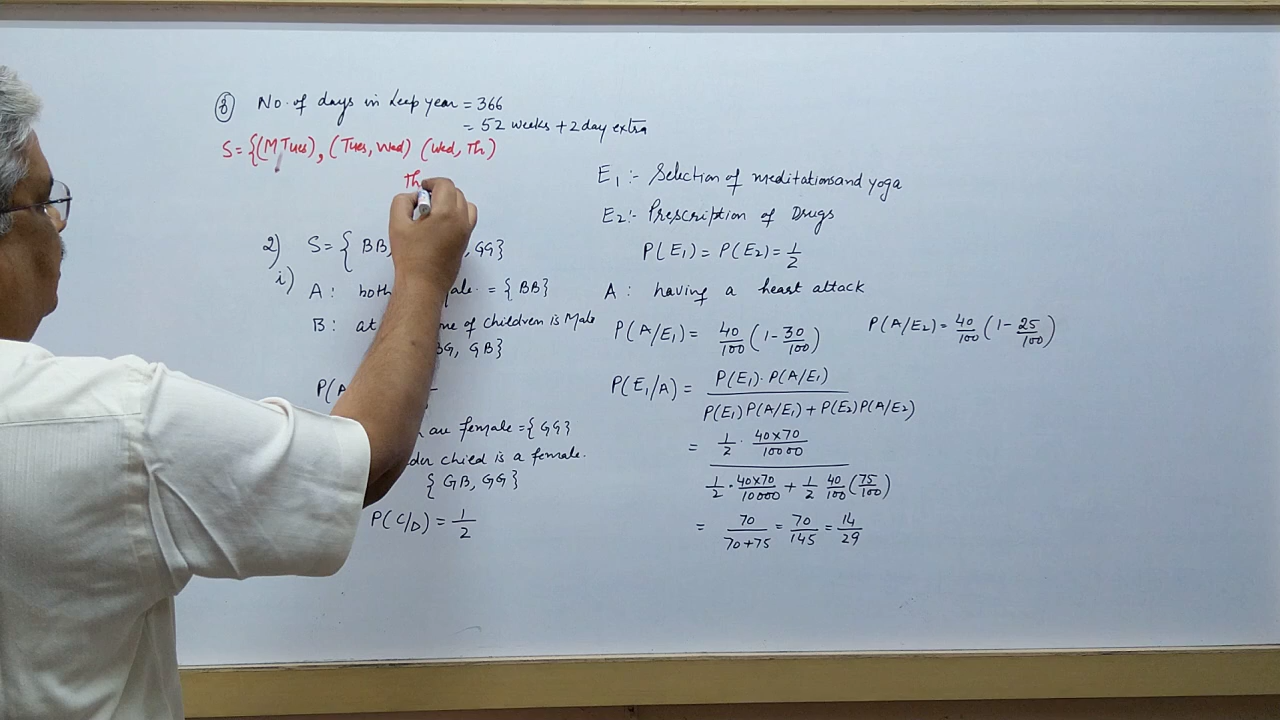 8 No. of days in Leep year = 366
= 52 weeks + 2 day extra
S = {(M Tues), (Tues, Wed) (Wed, Th)
Th
2) S = { BB, , GG}
i) A : both ale. = { BB}
B : at ne of children is Male
BG, GB}
P(A
are female = { GG}
der child is a female.
{ GB, GG}
P(C/D) = 1/2
E1 :- Selection of meditations and yoga
E2 :- Prescription of Drugs
P(E1) = P(E2) = 1/2
A : having a heart attack
P(A/E1) = 40/100 (1 - 30/100) P(A/E2) = 40/100 (1 - 25/100)
P(E1/A) = P(E1) . P(A/E1) / P(E1) P(A/E1) + P(E2) P(A/E2)
= 1/2 . 40x70/10000 / 1/2 . 40x70/10000 + 1/2 40/100 (75/100)
= 70/70+75 = 70/145 = 14/29